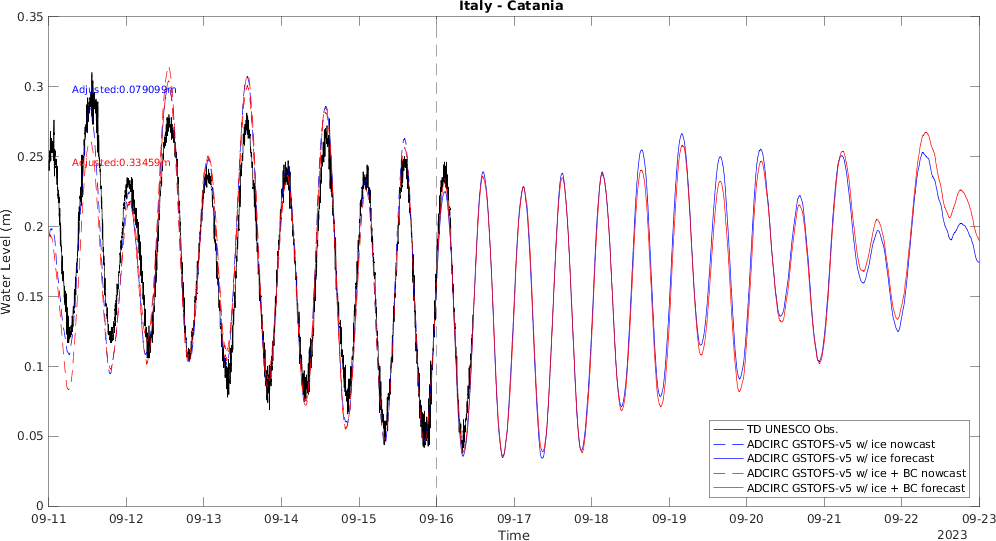 Italy - Catania
0.35
0.3
0.25
0.2
0.15
0.1
0.05
0
Water Level (m)
Adjusted:0.079099m
Adjusted:0.33459m
TD UNESCO Obs.
ADCIRC GSTOFS-v5 w/ ice nowcast
ADCIRC GSTOFS-v5 w/ ice forecast
ADCIRC GSTOFS-v5 w/ ice + BC nowcast
ADCIRC GSTOFS-v5 w/ ice + BC forecast
09-11 09-12 09-13 09-14 09-15 09-16 09-17 09-18 09-19 09-20 09-21 09-22 09-23
Time
2023